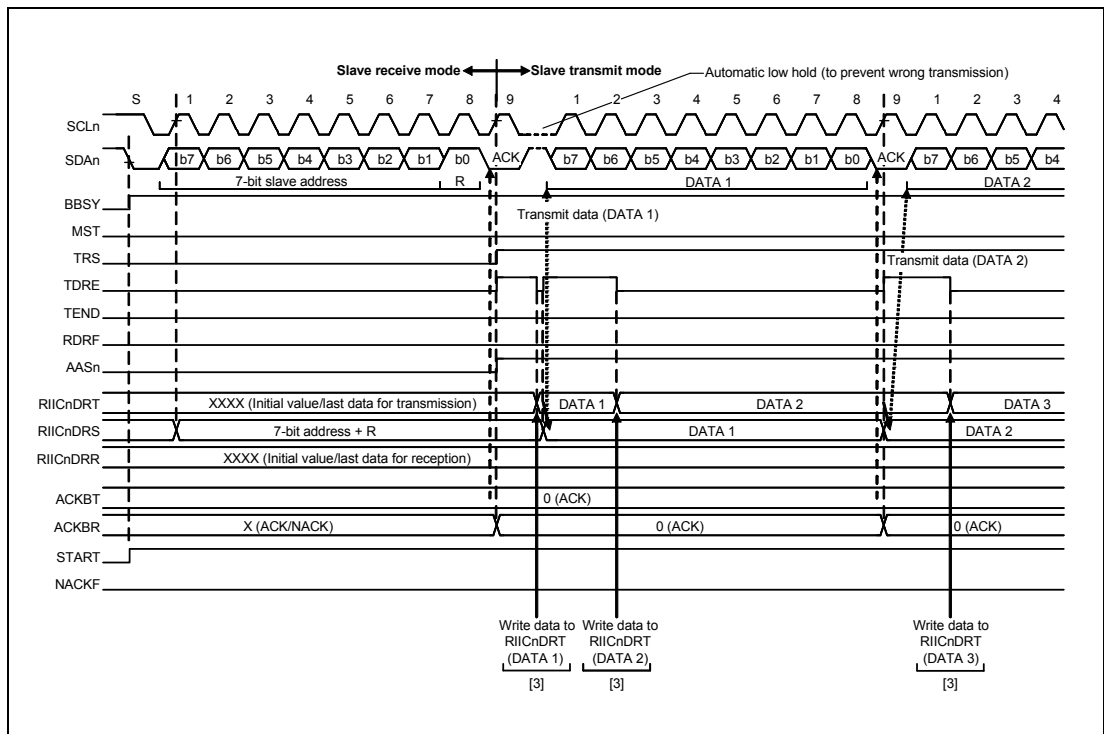 Slave receive mode Slave transmit mode
Automatic low hold (to prevent wrong transmission)
S 1 2 3 4 5 6 7 8 9 1 2 3 4 5 6 7 8 9 1 2 3 4
SCLn
SDAn b7 b6 b5 b4 b3 b2 b1 b0 ACK b7 b6 b5 b4 b3 b2 b1 b0 ACK b7 b6 b5 b4
7-bit slave address R DATA 1 DATA 2
BBSY
Transmit data (DATA 1)
MST
TRS
Transmit data (DATA 2)
TDRE
TEND
RDRF
AASn
RIICnDRT XXXX (Initial value/last data for transmission) DATA 1 DATA 2 DATA 3
RIICnDRS 7-bit address + R DATA 1 DATA 2
RIICnDRR XXXX (Initial value/last data for reception)
ACKBT 0 (ACK)
ACKBR X (ACK/NACK) 0 (ACK) 0 (ACK)
START
NACKF
Write data to Write data to Write data to
RIICnDRT RIICnDRT RIICnDRT
(DATA 1) (DATA 2) (DATA 3)
[3] [3] [3]